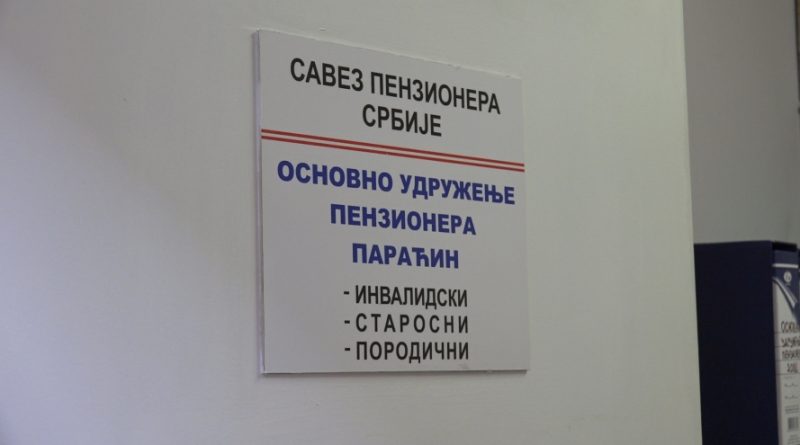 САВЕЗ ПЕНЗИОНЕРА
СРБИЈЕ
ОСНОВНО УДРУЖЕЊЕ
ПЕНЗИОНЕРА
ПАРАЋИН
- ИНВАЛИДСКИ
- СТАРОСНИ
- ПОРОДИЧНИ